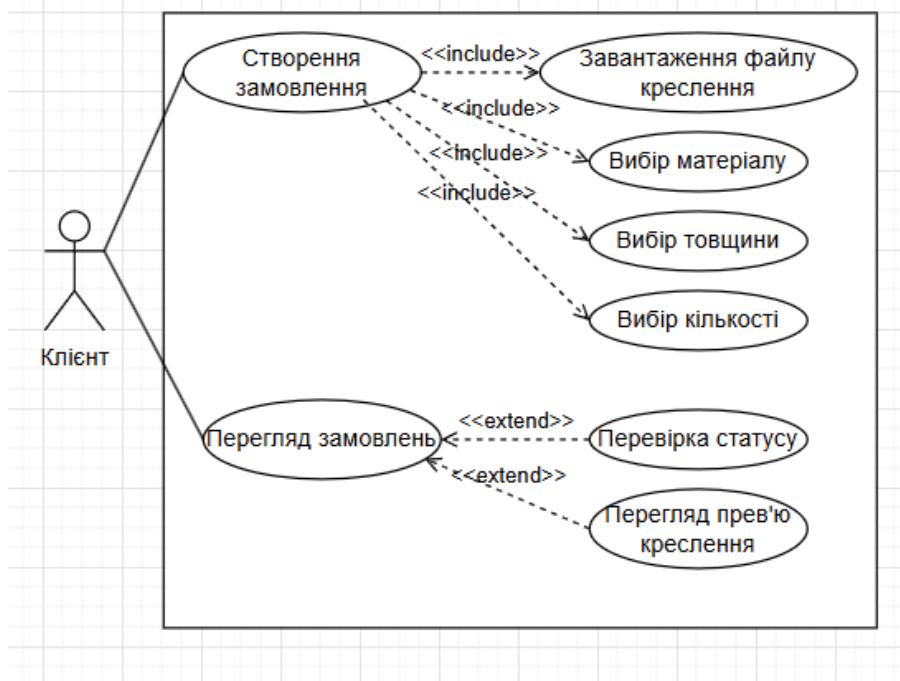 Створення
замовлення
<<include>>
Завантаження файлу
креслення
<<include>>
Вибір матеріалу
<<include>>
Вибір товщини
<<include>>
Вибір кількості
Клієнт
Перегляд замовлень
<<extend>>
Перевірка статусу
<<extend>>
Перегляд прев'ю
креслення